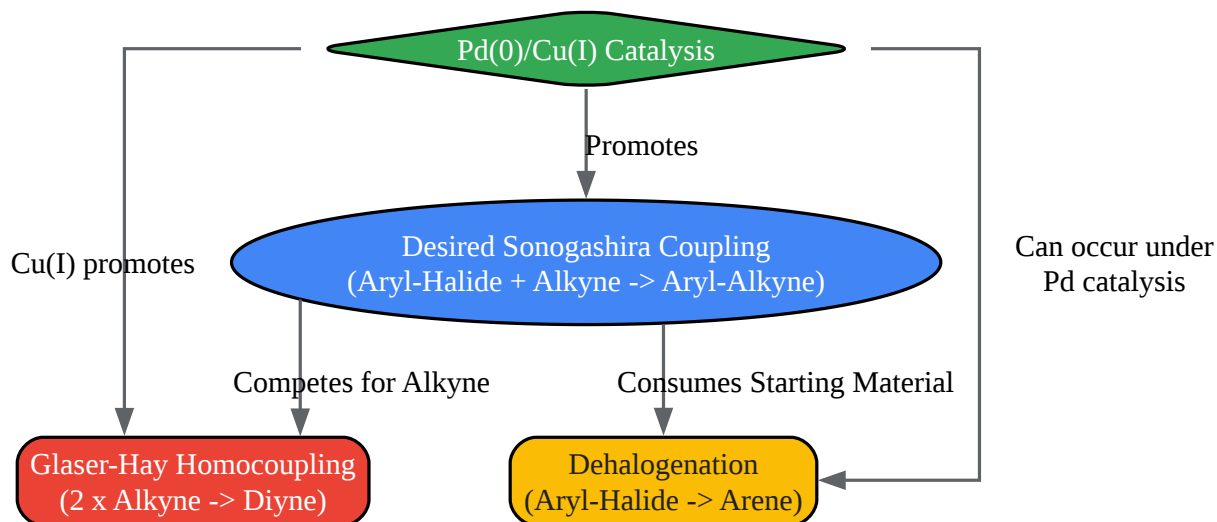 Pd(0)/Cu(I) Catalysis
Promotes
Desired Sonogashira Coupling
(Aryl-Halide + Alkyne -> Aryl-Alkyne)
Cu(I) promotes
Can occur under
Pd catalysis
Competes for Alkyne
Consumes Starting Material
Glaser-Hay Homocoupling
(2 x Alkyne -> Diyne)
Dehalogenation
(Aryl-Halide -> Arene)